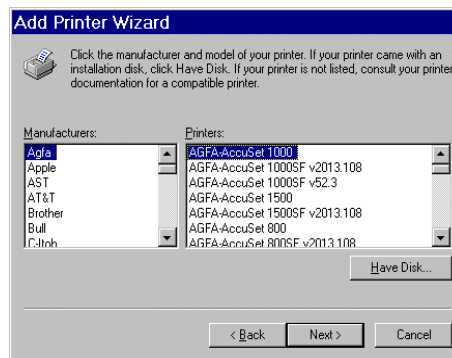 Add Printer Wizard
Click the manufacturer and model of your printer. If your printer came with an
installation disk, click Have Disk. If your printer is not listed, consult your printer
documentation for a compatible printer.
Manufacturers:
Agfa
Apple
AST
AT&T
Brother
Bull
C-Itoh
Printers:
AGFA-AccuSet 1000
AGFA-AccuSet 1000SF v2013.108
AGFA-AccuSet 1000SF v52.3
AGFA-AccuSet 1500
AGFA-AccuSet 1500SF v2013.108
AGFA-AccuSet 800
AGFA-AccuSet 800SF v2013.108
Have Disk...
< Back
Next >
Cancel